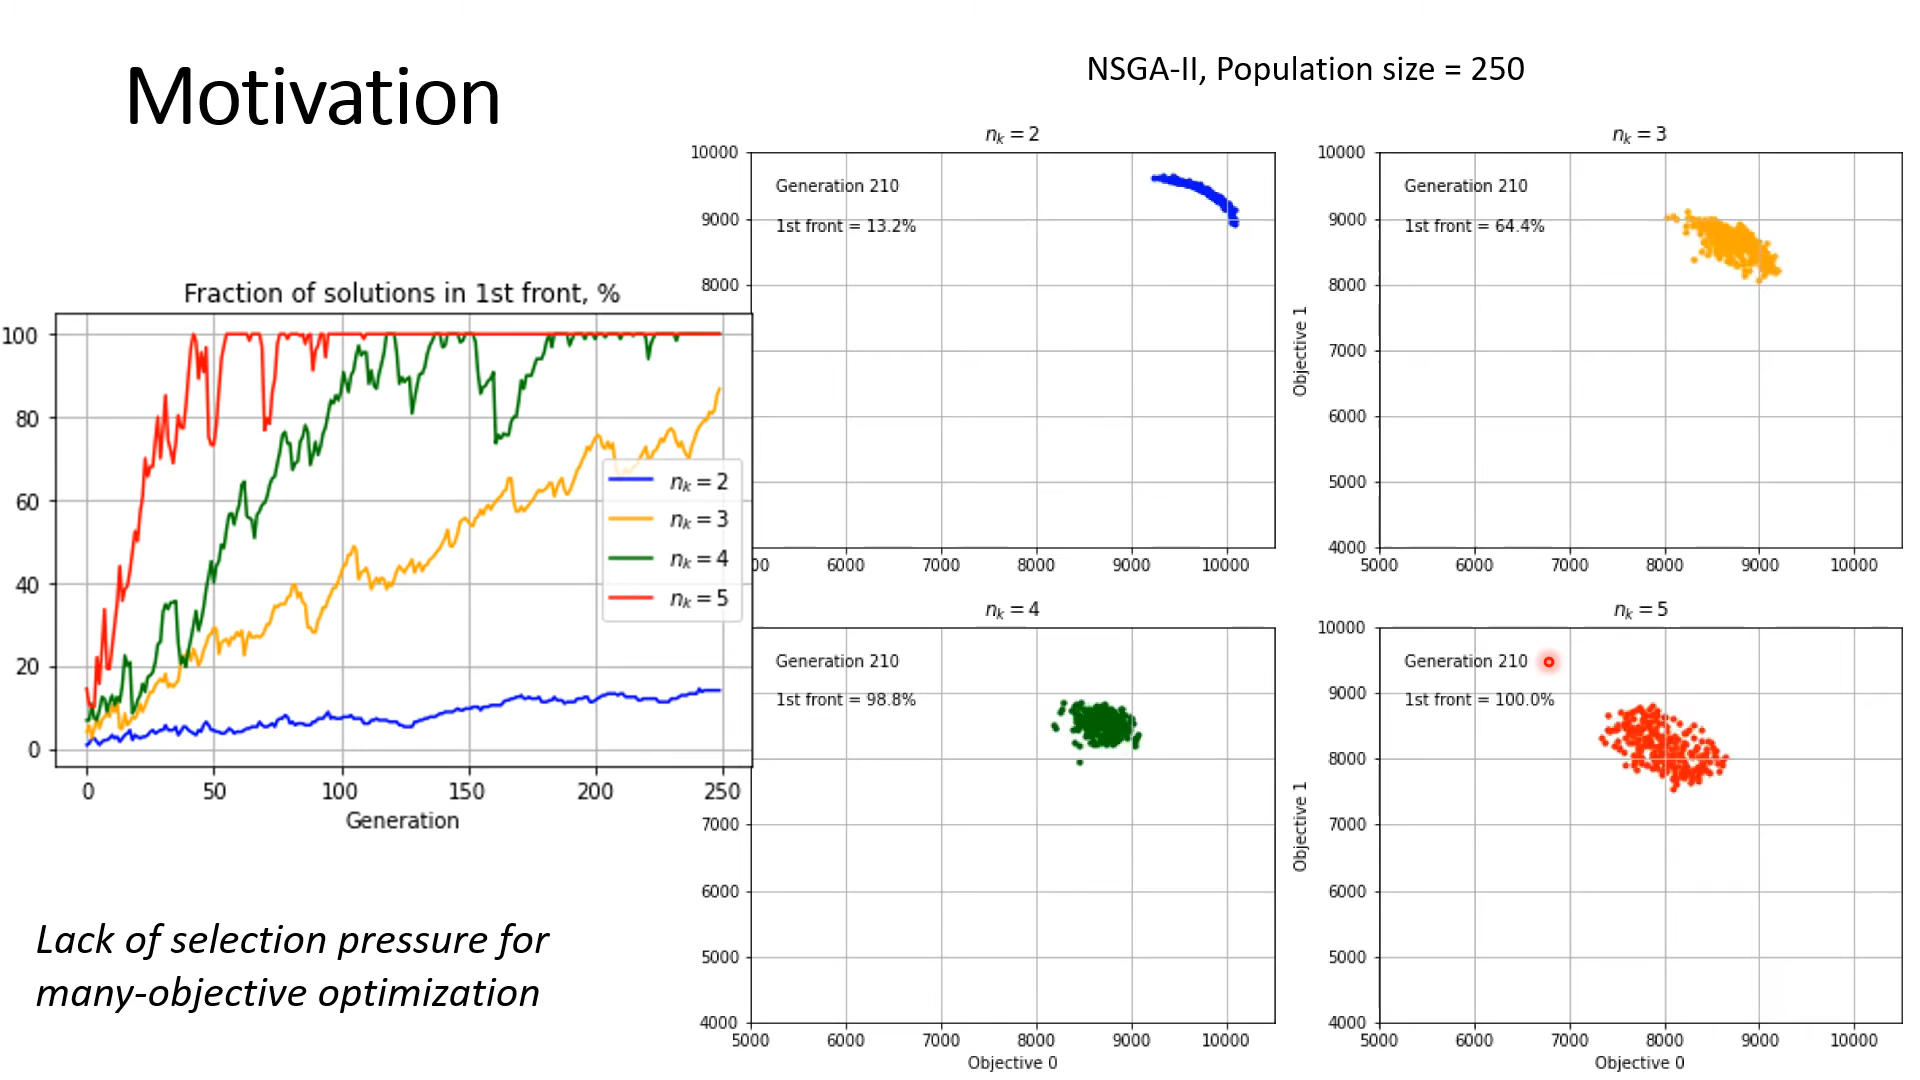 Motivation
NSGA-II, Population size = 250
Fraction of solutions in 1st front, %
100
80
60
40
20
0
0 50 100 150 200 250
Generation
n_k = 2
n_k = 3
n_k = 4
n_k = 5
Lack of selection pressure for
many-objective optimization
n_k = 2
Generation 210
1st front = 13.2%
10000
9000
8000
00 6000 7000 8000 9000 10000
n_k = 3
Generation 210
1st front = 64.4%
Objective 1
10000
9000
8000
7000
6000
5000
4000
5000 6000 7000 8000 9000 10000
n_k = 4
Generation 210
1st front = 98.8%
7000
6000
5000
4000
5000 6000 7000 8000 9000 10000
Objective 0
n_k = 5
Generation 210
1st front = 100.0%
Objective 1
10000
9000
8000
7000
6000
5000
4000
5000 6000 7000 8000 9000 10000
Objective 0